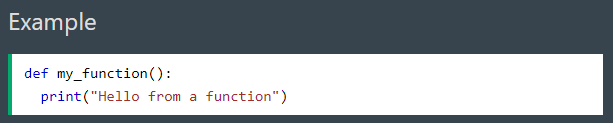 Example
def my_function():
  print("Hello from a function")